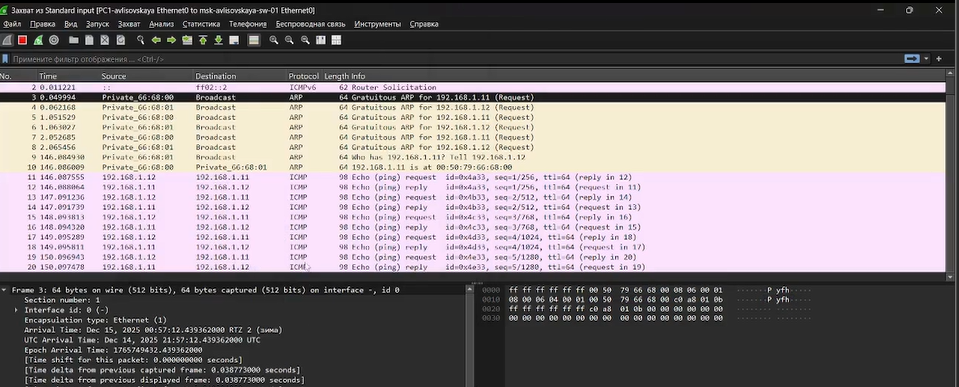 Захват из Standard input [PC1-avlisovskaya Ethernet0 to msk-avlisovskaya-sw-01 Ethernet0]
Файл Правка Вид Запуск Захват Анализ Статистика Телефония Беспроводная связь Инструменты Справка
Примените фильтр отображения ... <Ctrl-/>
No. Time Source Destination Protocol Length Info
2 0.011221 :: ff02::2 ICMPv6 62 Router Solicitation
3 0.049994 Private_66:68:00 Broadcast ARP 64 Gratuitous ARP for 192.168.1.11 (Request)
4 0.062168 Private_66:68:01 Broadcast ARP 64 Gratuitous ARP for 192.168.1.12 (Request)
5 1.051529 Private_66:68:00 Broadcast ARP 64 Gratuitous ARP for 192.168.1.11 (Request)
6 1.063027 Private_66:68:01 Broadcast ARP 64 Gratuitous ARP for 192.168.1.12 (Request)
7 2.052685 Private_66:68:00 Broadcast ARP 64 Gratuitous ARP for 192.168.1.11 (Request)
8 2.065456 Private_66:68:01 Broadcast ARP 64 Gratuitous ARP for 192.168.1.12 (Request)
9 146.084930 Private_66:68:01 Broadcast ARP 64 Who has 192.168.1.11? Tell 192.168.1.12
10 146.086009 Private_66:68:00 Private_66:68:01 ARP 64 192.168.1.11 is at 00:50:79:66:68:00
11 146.087555 192.168.1.12 192.168.1.11 ICMP 98 Echo (ping) request id=0x4a33, seq=1/256, ttl=64 (reply in 12)
12 146.088064 192.168.1.11 192.168.1.12 ICMP 98 Echo (ping) reply id=0x4a33, seq=1/256, ttl=64 (request in 11)
13 147.091236 192.168.1.12 192.168.1.11 ICMP 98 Echo (ping) request id=0x4b33, seq=2/512, ttl=64 (reply in 14)
14 147.091739 192.168.1.11 192.168.1.12 ICMP 98 Echo (ping) reply id=0x4b33, seq=2/512, ttl=64 (request in 13)
15 148.093813 192.168.1.12 192.168.1.11 ICMP 98 Echo (ping) request id=0x4c33, seq=3/768, ttl=64 (reply in 16)
16 148.094320 192.168.1.11 192.168.1.12 ICMP 98 Echo (ping) reply id=0x4c33, seq=3/768, ttl=64 (request in 15)
17 149.095289 192.168.1.12 192.168.1.11 ICMP 98 Echo (ping) request id=0x4d33, seq=4/1024, ttl=64 (reply in 18)
18 149.095811 192.168.1.11 192.168.1.12 ICMP 98 Echo (ping) reply id=0x4d33, seq=4/1024, ttl=64 (request in 17)
19 150.096943 192.168.1.12 192.168.1.11 ICMP 98 Echo (ping) request id=0x4e33, seq=5/1280, ttl=64 (reply in 20)
20 150.097478 192.168.1.11 192.168.1.12 ICMP 98 Echo (ping) reply id=0x4e33, seq=5/1280, ttl=64 (request in 19)
Frame 3: 64 bytes on wire (512 bits), 64 bytes captured (512 bits) on interface -, id 0
Section number: 1
Interface id: 0 (-)
Encapsulation type: Ethernet (1)
Arrival Time: Dec 15, 2025 00:57:12.439362000 RTZ 2 (зима)
UTC Arrival Time: Dec 14, 2025 21:57:12.439362000 UTC
Epoch Arrival Time: 1765749432.439362000
[Time shift for this packet: 0.000000000 seconds]
[Time delta from previous captured frame: 0.038773000 seconds]
[Time delta from previous displayed frame: 0.038773000 seconds]
0000 ff ff ff ff ff ff 00 50 79 66 68 00 08 06 00 01 ·······P yfh·····
0010 08 00 06 04 00 01 00 50 79 66 68 00 c0 a8 01 0b ·······P yfh·····
0020 ff ff ff ff ff ff c0 a8 01 0b 00 00 00 00 00 00 ········ ········
0030 00 00 00 00 00 00 00 00 00 00 00 00 00 00 00 00 ········ ········